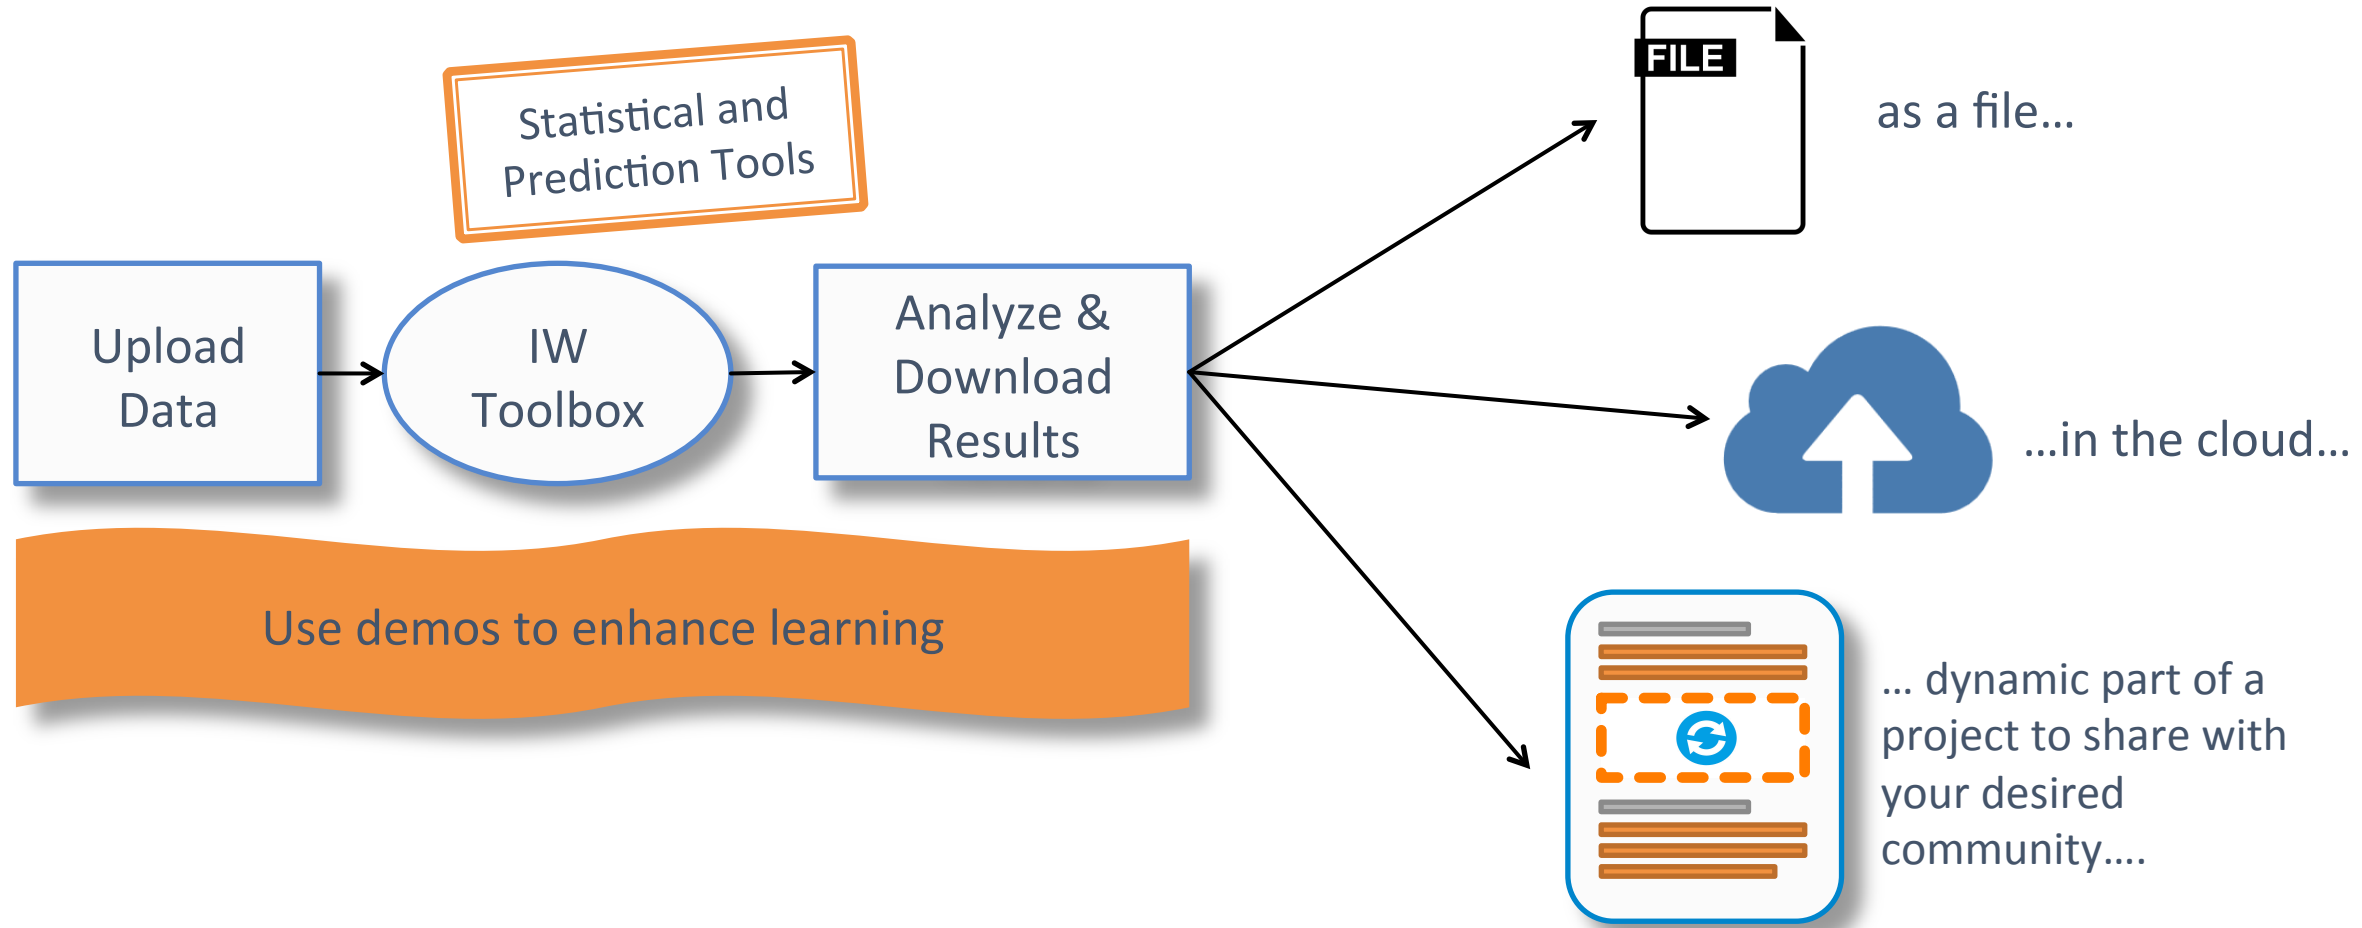 Statistical and
Prediction Tools
Upload
Data
IW
Toolbox
Analyze &
Download
Results
Use demos to enhance learning
FILE
as a file...
...in the cloud...
... dynamic part of a
project to share with
your desired
community....